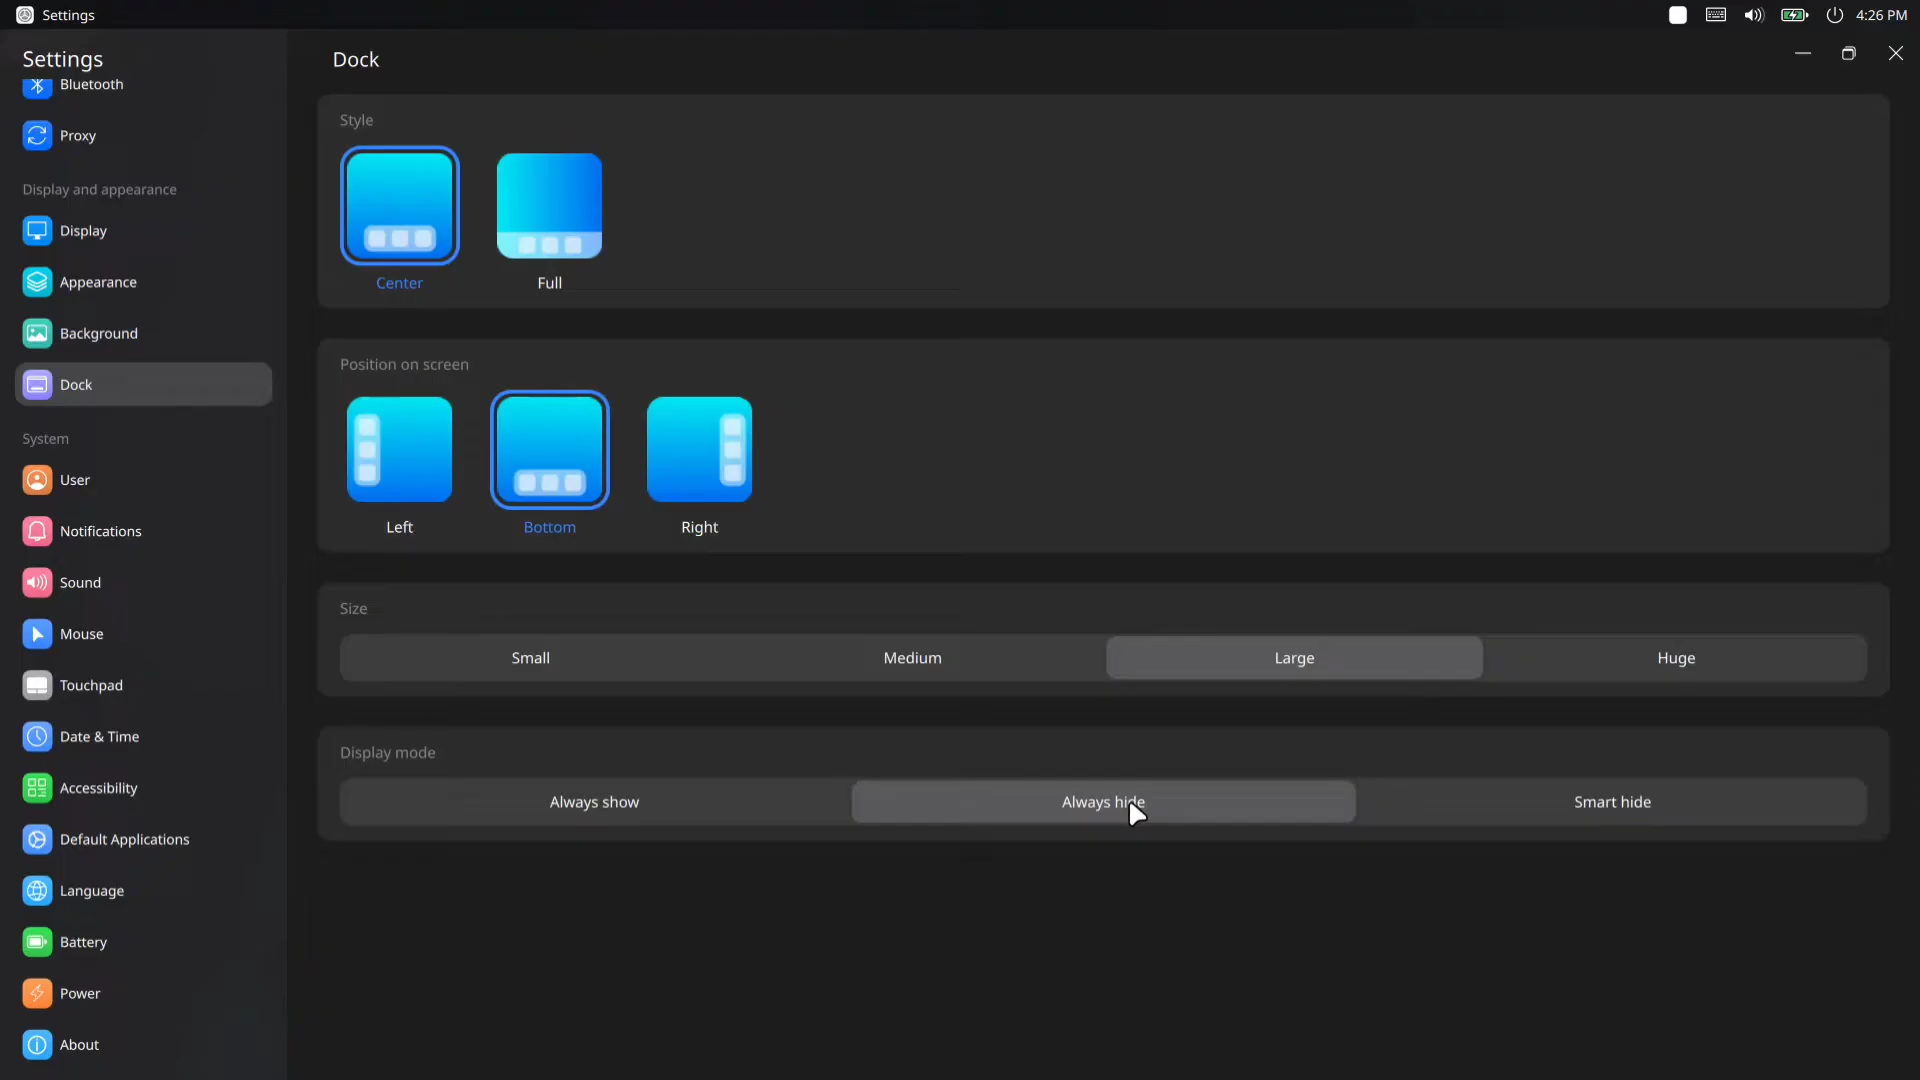 Settings
4:26 PM
Settings
Bluetooth
Proxy
Display and appearance
Display
Appearance
Background
Dock
System
User
Notifications
Sound
Mouse
Touchpad
Date & Time
Accessibility
Default Applications
Language
Battery
Power
About
Dock
Style
Center
Full
Position on screen
Left
Bottom
Right
Size
Small
Medium
Large
Huge
Display mode
Always show
Always hide
Smart hide